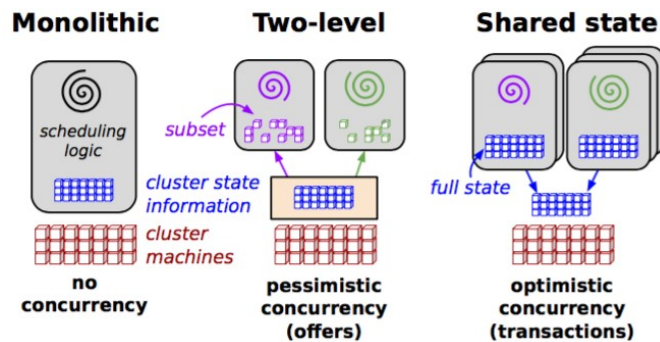 Monolithic
Two-level
Shared state
scheduling
logic
subset
cluster state
information
full state
cluster
machines
no
concurrency
pessimistic
concurrency
(offers)
optimistic
concurrency
(transactions)